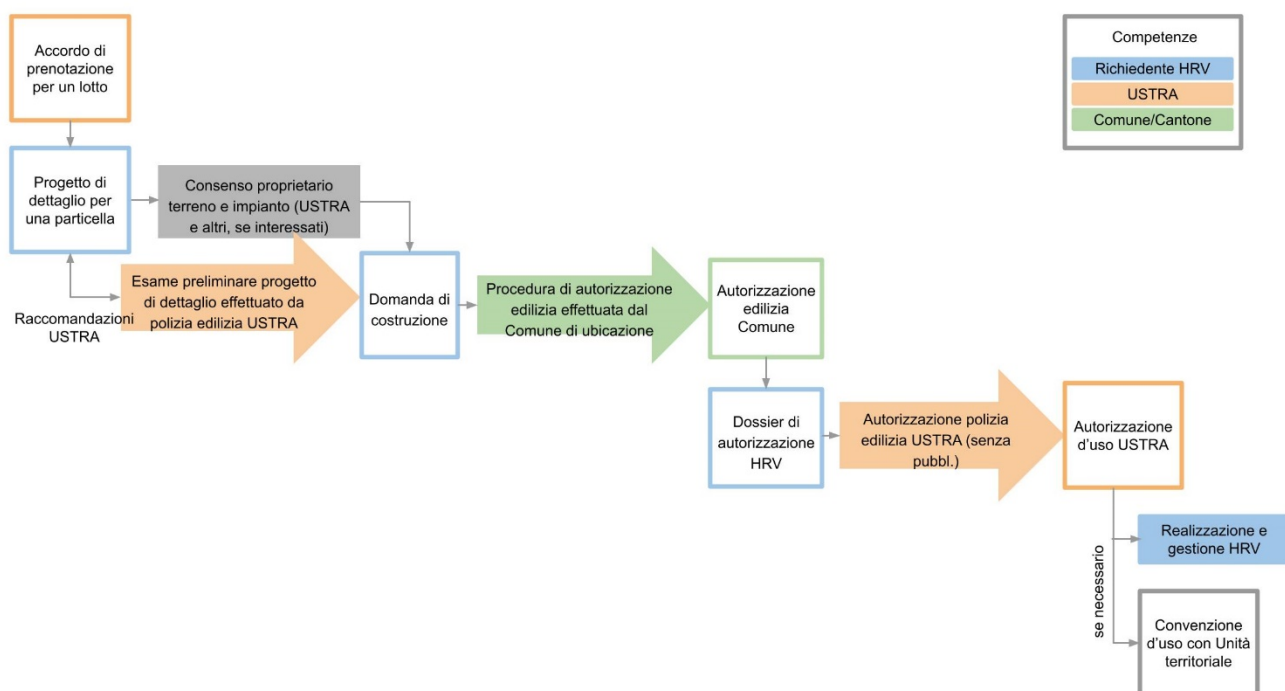 Accordo di
prenotazione
per un lotto
Competenze
Richiedente HRV
USTRA
Comune/Cantone
Progetto di
dettaglio per
una particella
Consenso proprietario
terreno e impianto (USTRA
e altri, se interessati)
Raccomandazioni
USTRA
Esame preliminare progetto
di dettaglio effettuato da
polizia edilizia USTRA
Domanda di
costruzione
Procedura di autorizzazione
edilizia effettuata dal
Comune di ubicazione
Autorizzazione
edilizia
Comune
Dossier di
autorizzazione
HRV
Autorizzazione polizia
edilizia USTRA (senza
pubbl.)
Autorizzazione
d'uso USTRA
se necessario
Realizzazione e
gestione HRV
Convenzione
d'uso con Unità
territoriale